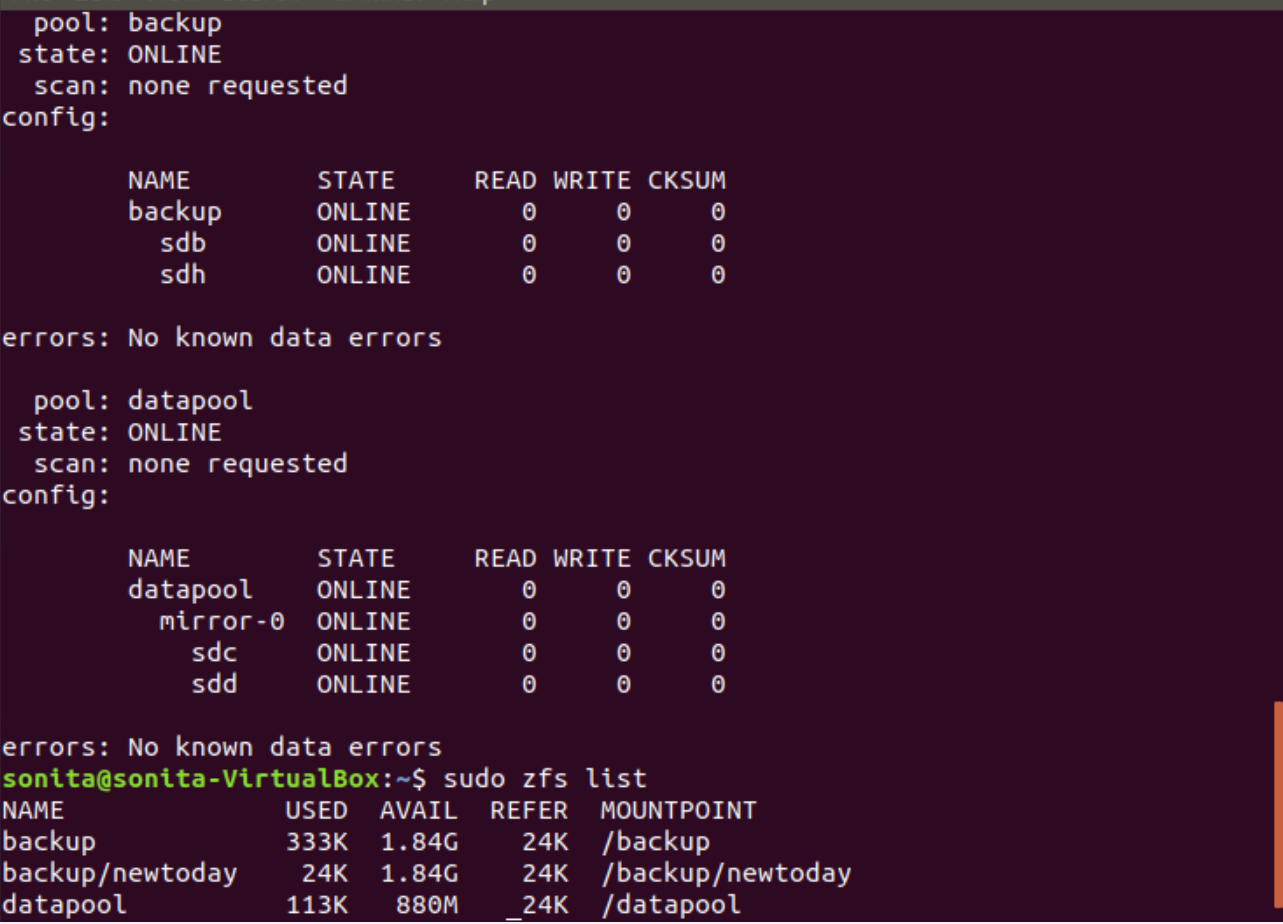 pool: backup
state: ONLINE
scan: none requested
config:
NAME STATE READ WRITE CKSUM
backup ONLINE 0 0 0
sdb ONLINE 0 0 0
sdh ONLINE 0 0 0
errors: No known data errors
pool: datapool
state: ONLINE
scan: none requested
config:
NAME STATE READ WRITE CKSUM
datapool ONLINE 0 0 0
mirror-0 ONLINE 0 0 0
sdc ONLINE 0 0 0
sdd ONLINE 0 0 0
errors: No known data errors
sonita@sonita-VirtualBox:~$ sudo zfs list
NAME USED AVAIL REFER MOUNTPOINT
backup 333K 1.84G 24K /backup
backup/newtoday 24K 1.84G 24K /backup/newtoday
datapool 113K 880M _24K /datapool